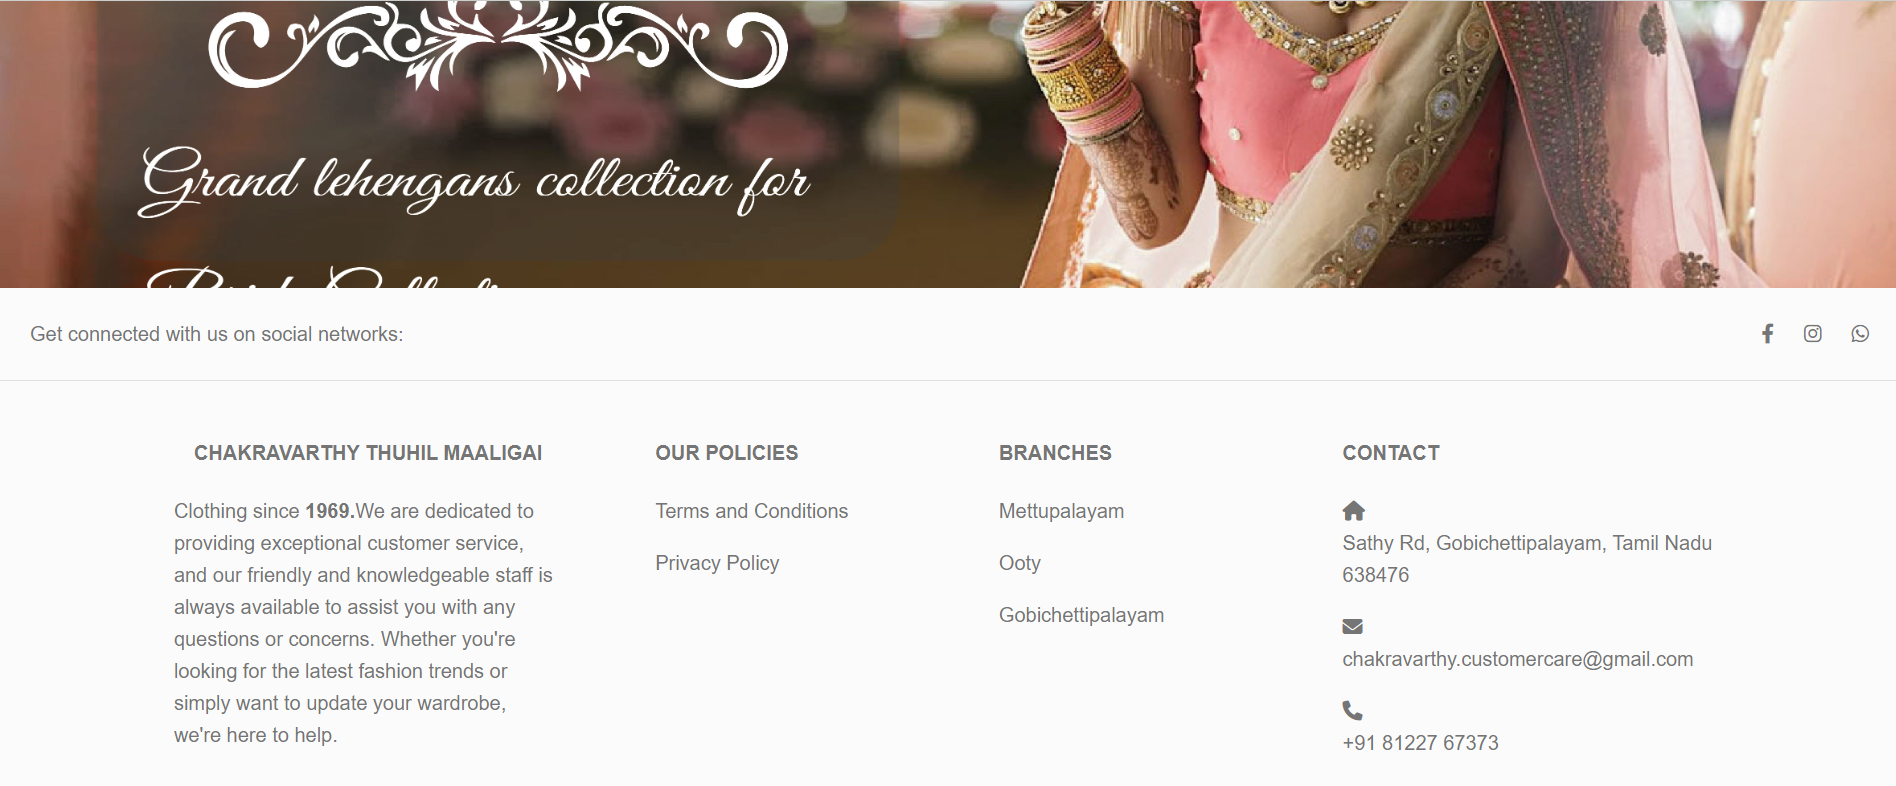 Grand lehengans collection for
Get connected with us on social networks:
CHAKRAVARTHY THUHIL MAALIGAI
Clothing since 1969.We are dedicated to
providing exceptional customer service,
and our friendly and knowledgeable staff is
always available to assist you with any
questions or concerns. Whether you're
looking for the latest fashion trends or
simply want to update your wardrobe,
we're here to help.
OUR POLICIES
Terms and Conditions
Privacy Policy
BRANCHES
Mettupalayam
Ooty
Gobichettipalayam
CONTACT
Sathy Rd, Gobichettipalayam, Tamil Nadu
638476
chakravarthy.customercare@gmail.com
+91 81227 67373